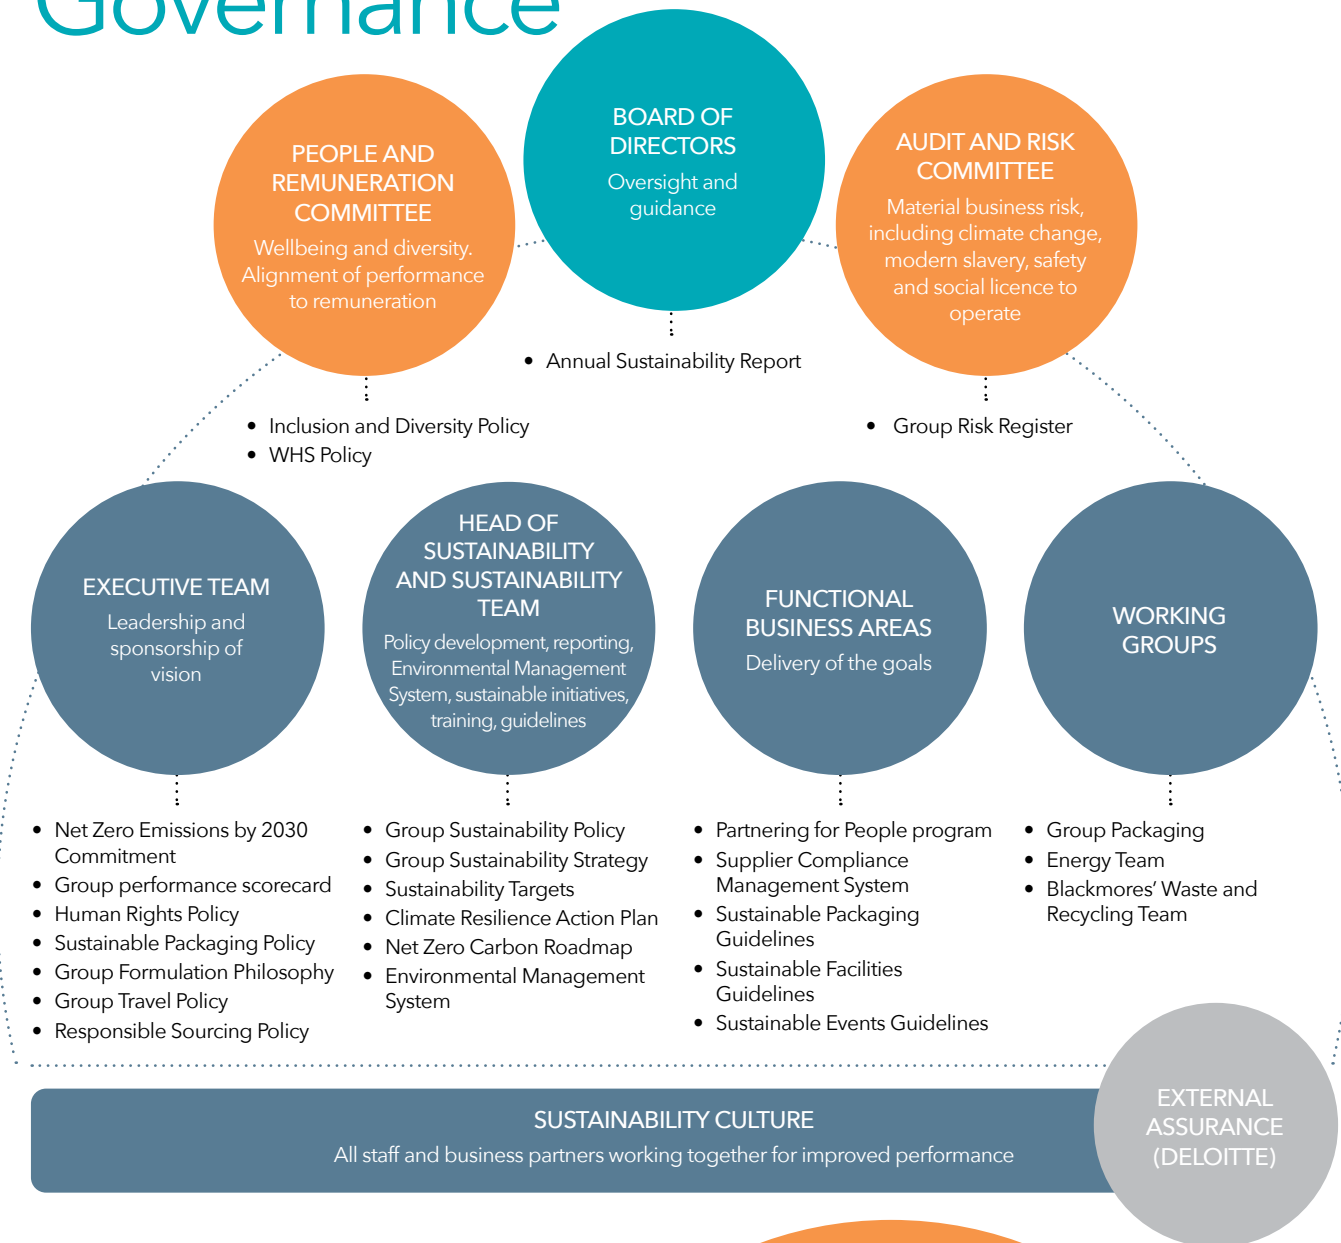 Governance
BOARD OF
DIRECTORS
Oversight and
guidance
• Annual Sustainability Report
PEOPLE AND
REMUNERATION
COMMITTEE
Wellbeing and diversity.
Alignment of performance
to remuneration
• Inclusion and Diversity Policy
• WHS Policy
AUDIT AND RISK
COMMITTEE
Material business risk,
including climate change,
modern slavery, safety
and social licence to
operate
• Group Risk Register
EXECUTIVE TEAM
Leadership and
sponsorship of
vision
• Net Zero Emissions by 2030
Commitment
• Group performance scorecard
• Human Rights Policy
• Sustainable Packaging Policy
• Group Formulation Philosophy
• Group Travel Policy
• Responsible Sourcing Policy
HEAD OF
SUSTAINABILITY
AND SUSTAINABILITY
TEAM
Policy development, reporting,
Environmental Management
System, sustainable initiatives,
training, guidelines
• Group Sustainability Policy
• Group Sustainability Strategy
• Sustainability Targets
• Climate Resilience Action Plan
• Net Zero Carbon Roadmap
• Environmental Management
System
FUNCTIONAL
BUSINESS AREAS
Delivery of the goals
• Partnering for People program
• Supplier Compliance
Management System
• Sustainable Packaging
Guidelines
• Sustainable Facilities
Guidelines
• Sustainable Events Guidelines
WORKING
GROUPS
• Group Packaging
• Energy Team
• Blackmores’ Waste and
Recycling Team
SUSTAINABILITY CULTURE
All staff and business partners working together for improved performance
EXTERNAL
ASSURANCE
(DELOITTE)